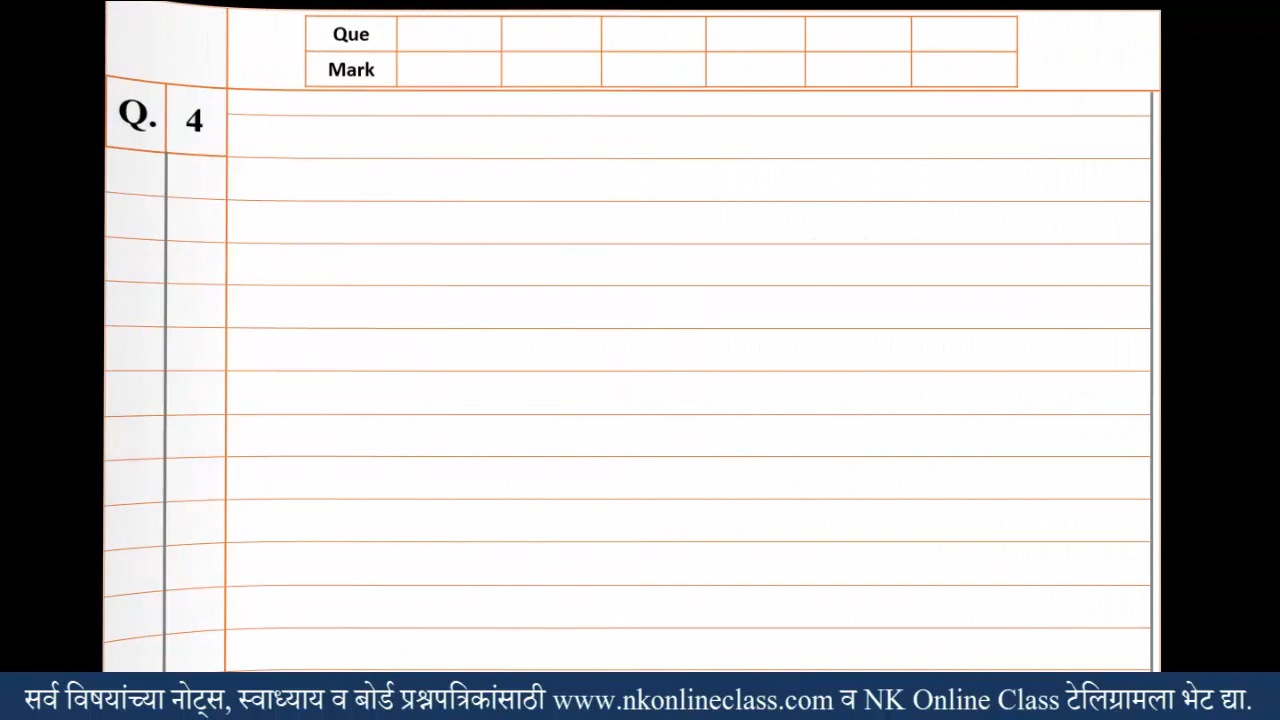 Que
Mark
Q. 4
सर्व विषयांच्या नोट्स, स्वाध्याय व बोर्ड प्रश्नपत्रिकांसाठी www.nkonlineclass.com व NK Online Class टेलिग्रामला भेट द्या.